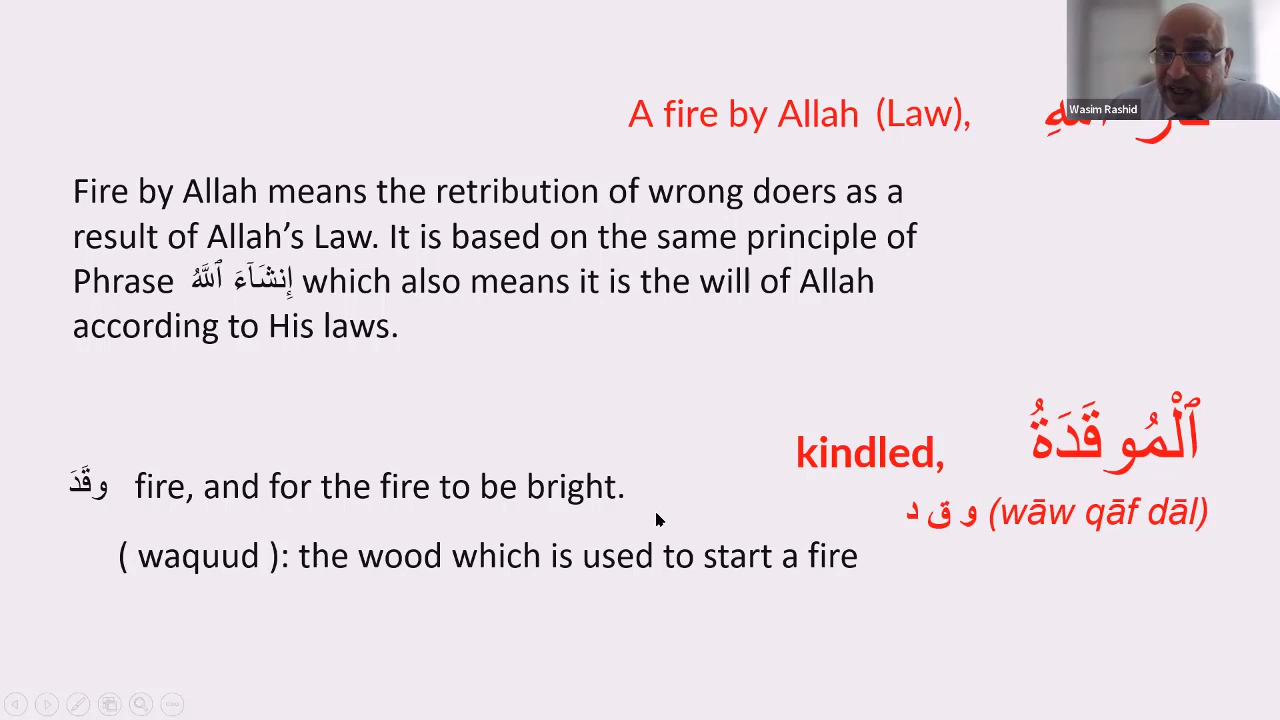 Wasim Rashid
A fire by Allah (Law),
Fire by Allah means the retribution of wrong doers as a
result of Allah’s Law. It is based on the same principle of
Phrase إِنشَآءَ ٱللَّهُ which also means it is the will of Allah
according to His laws.
kindled, ٱلْمُوقَدَةُ
وقَدَ fire, and for the fire to be bright.
و ق د (wāw qāf dāl)
( waquud ): the wood which is used to start a fire